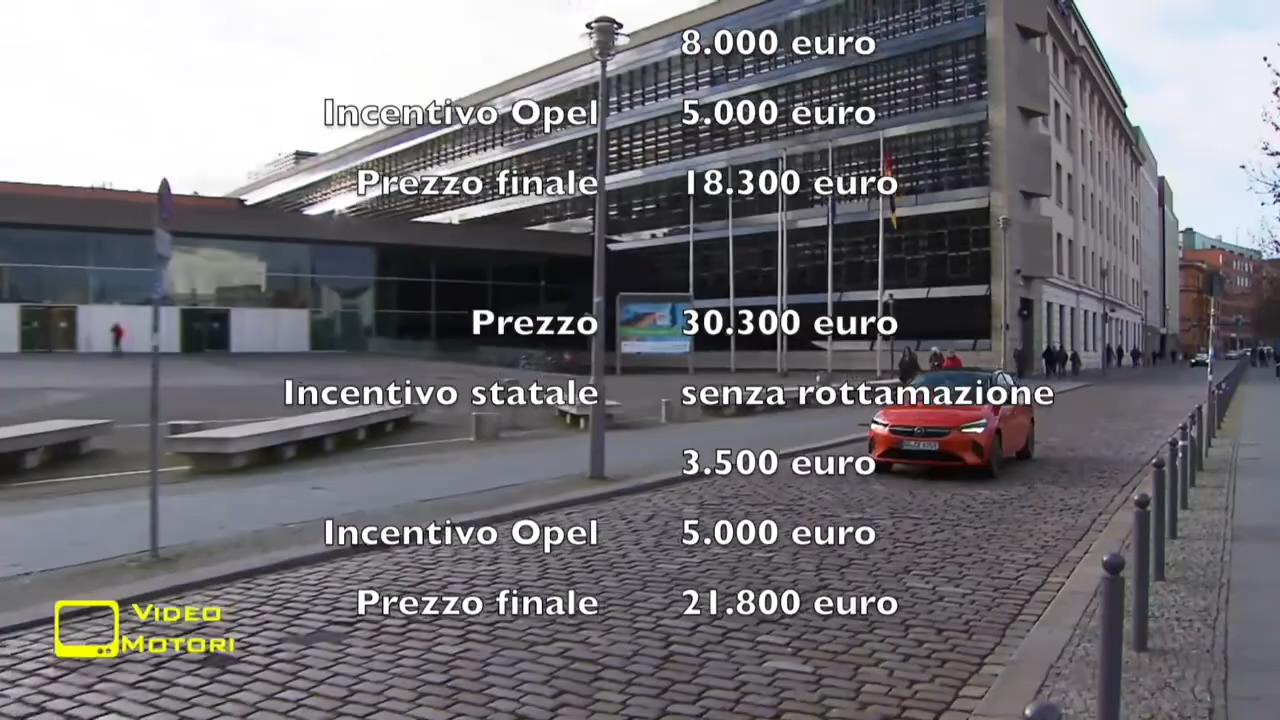 8.000 euro
Incentivo Opel 5.000 euro
Prezzo finale 18.300 euro
Prezzo 30.300 euro
Incentivo statale senza rottamazione
3.500 euro
Incentivo Opel 5.000 euro
Prezzo finale 21.800 euro
Video
Motori